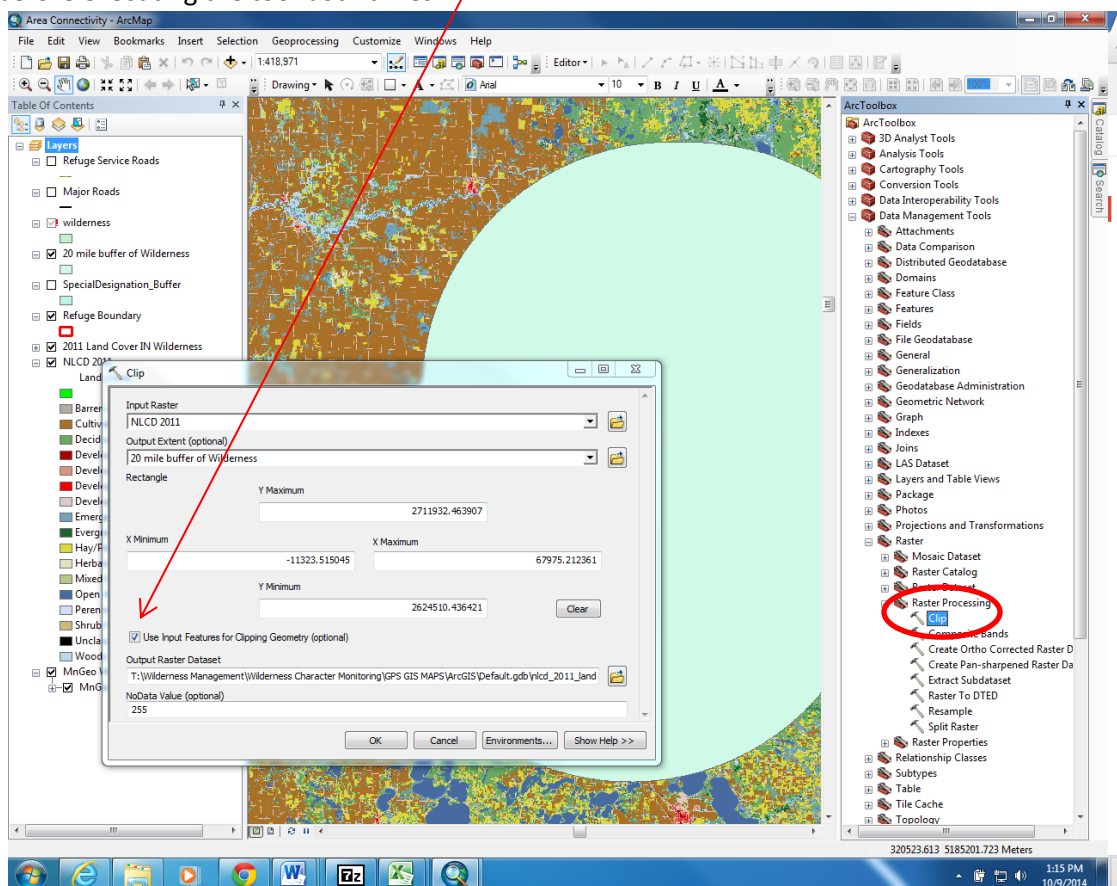 Area Connectivity - ArcMap
File Edit View Bookmarks Insert Selection Geoprocessing Customize Windows Help
1:418,971
Editor
Drawing
Arial
10
B I U A
100%
Table Of Contents
Layers
Refuge Service Roads
Major Roads
wilderness
20 mile buffer of Wilderness
SpecialDesignation_Buffer
Refuge Boundary
2011 Land Cover IN Wilderness
NLCD 2011
Land
Barre
Cultiv
Decid
Devel
Devel
Devel
Devel
Emerg
Evergr
Hay/P
Herba
Mixed
Open
Peren
Shrub
Uncla
Wood
MnGeo
MnG
Clip
Input Raster
NLCD 2011
Output Extent (optional)
20 mile buffer of Wilderness
Rectangle
Y Maximum
2711932.463907
X Minimum
X Maximum
-11323.515045
67975.212361
Y Minimum
2624510.436421
Clear
Use Input Features for Clipping Geometry (optional)
Output Raster Dataset
T:\Wilderness Management\Wilderness Character Monitoring\GPS GIS MAPS\ArcGIS\Default.gdb\nlcd_2011_land
NoData Value (optional)
255
OK Cancel Environments... Show Help >>
ArcToolbox
ArcToolbox
3D Analyst Tools
Analysis Tools
Cartography Tools
Conversion Tools
Data Interoperability Tools
Data Management Tools
Attachments
Data Comparison
Distributed Geodatabase
Domains
Feature Class
Features
Fields
File Geodatabase
General
Generalization
Geodatabase Administration
Geometric Network
Graph
Indexes
Joins
LAS Dataset
Layers and Table Views
Package
Photos
Projections and Transformations
Raster
Mosaic Dataset
Raster Catalog
Raster Dataset
Raster Processing
Clip
Composite Bands
Create Ortho Corrected Raster D
Create Pan-sharpened Raster Da
Extract Subdataset
Raster To DTED
Resample
Split Raster
Raster Properties
Relationship Classes
Subtypes
Table
Tile Cache
Topology
Catalog
Search
320523.613 5185201.723 Meters
1:15 PM
10/9/2014